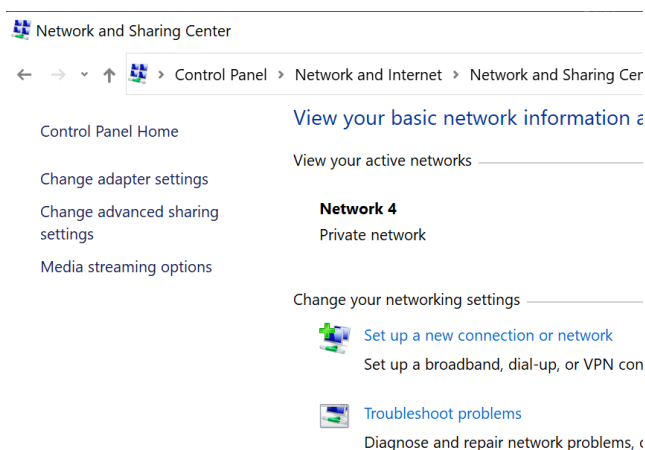 Network and Sharing Center
Control Panel > Network and Internet > Network and Sharing Cen
View your basic network information a
Control Panel Home
View your active networks
Change adapter settings
Change advanced sharing
settings
Network 4
Private network
Media streaming options
Change your networking settings
Set up a new connection or network
Set up a broadband, dial-up, or VPN con
Troubleshoot problems
Diagnose and repair network problems,